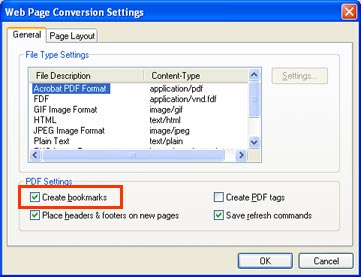 Web Page Conversion Settings
General Page Layout
File Type Settings
File Description Content-Type
Acrobat PDF Format application/pdf
FDF application/vnd.fdf
GIF Image Format image/gif
HTML text/html
JPEG Image Format image/jpeg
Plain Text text/plain
Settings...
PDF Settings
Create bookmarks Create PDF tags
Place headers & footers on new pages Save refresh commands
OK Cancel